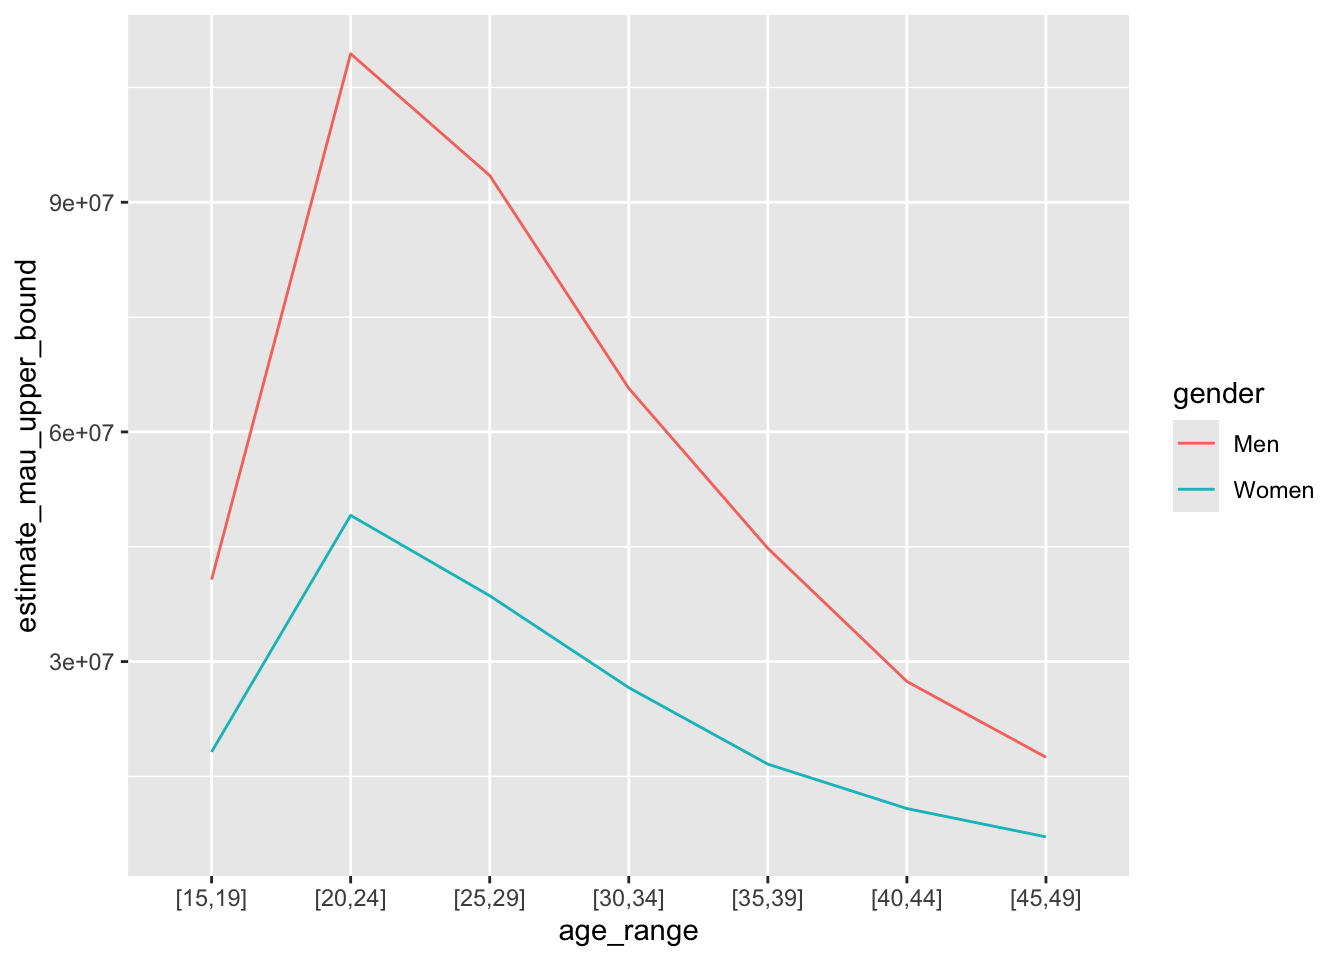 estimate_mau_upper_bound
9e+07
6e+07
3e+07
[15,19]
[20,24]
[25,29]
[30,34]
[35,39]
[40,44]
[45,49]
age_range
gender
Men
Women